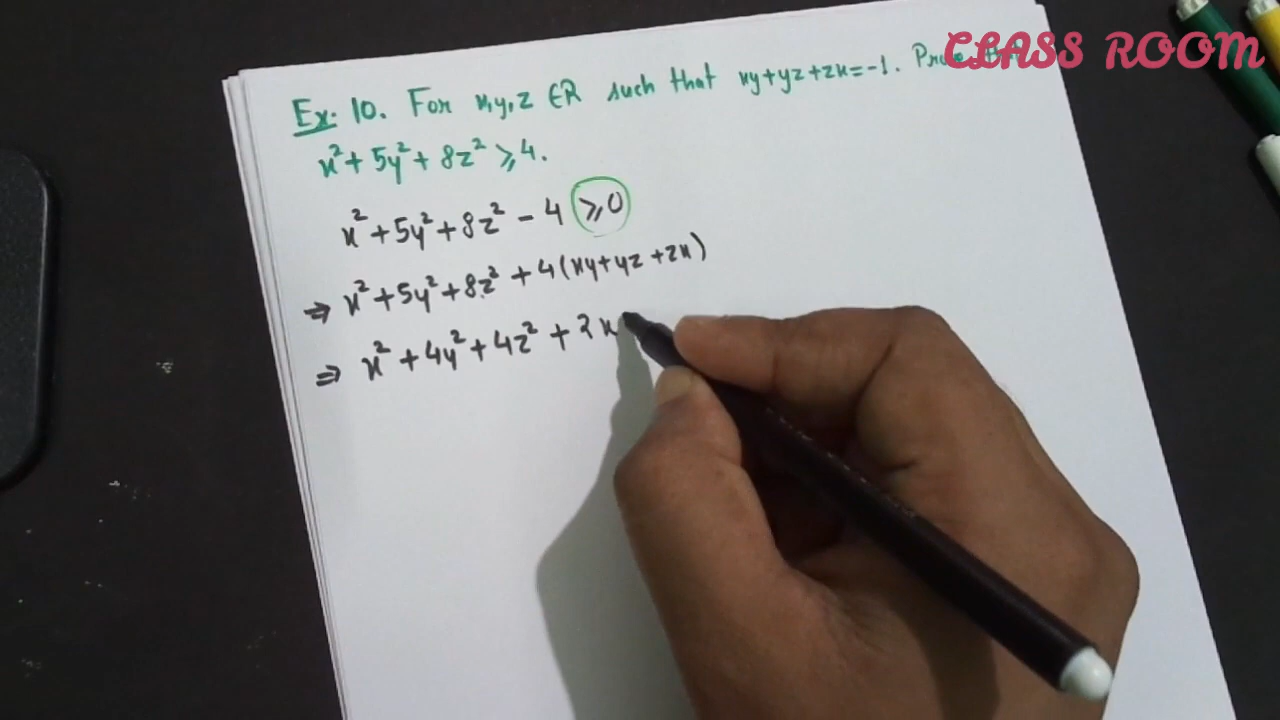 CLASS ROOM
Ex: 10. For x,y,z ∈ R such that xy+yz+zx=-1. Prove that
x²+5y²+8z² ⩾4.
x²+5y²+8z²-4 ⩾0
⇒ x²+5y²+8z²+4(xy+yz+zx)
⇒ x²+4y²+4z²+2x